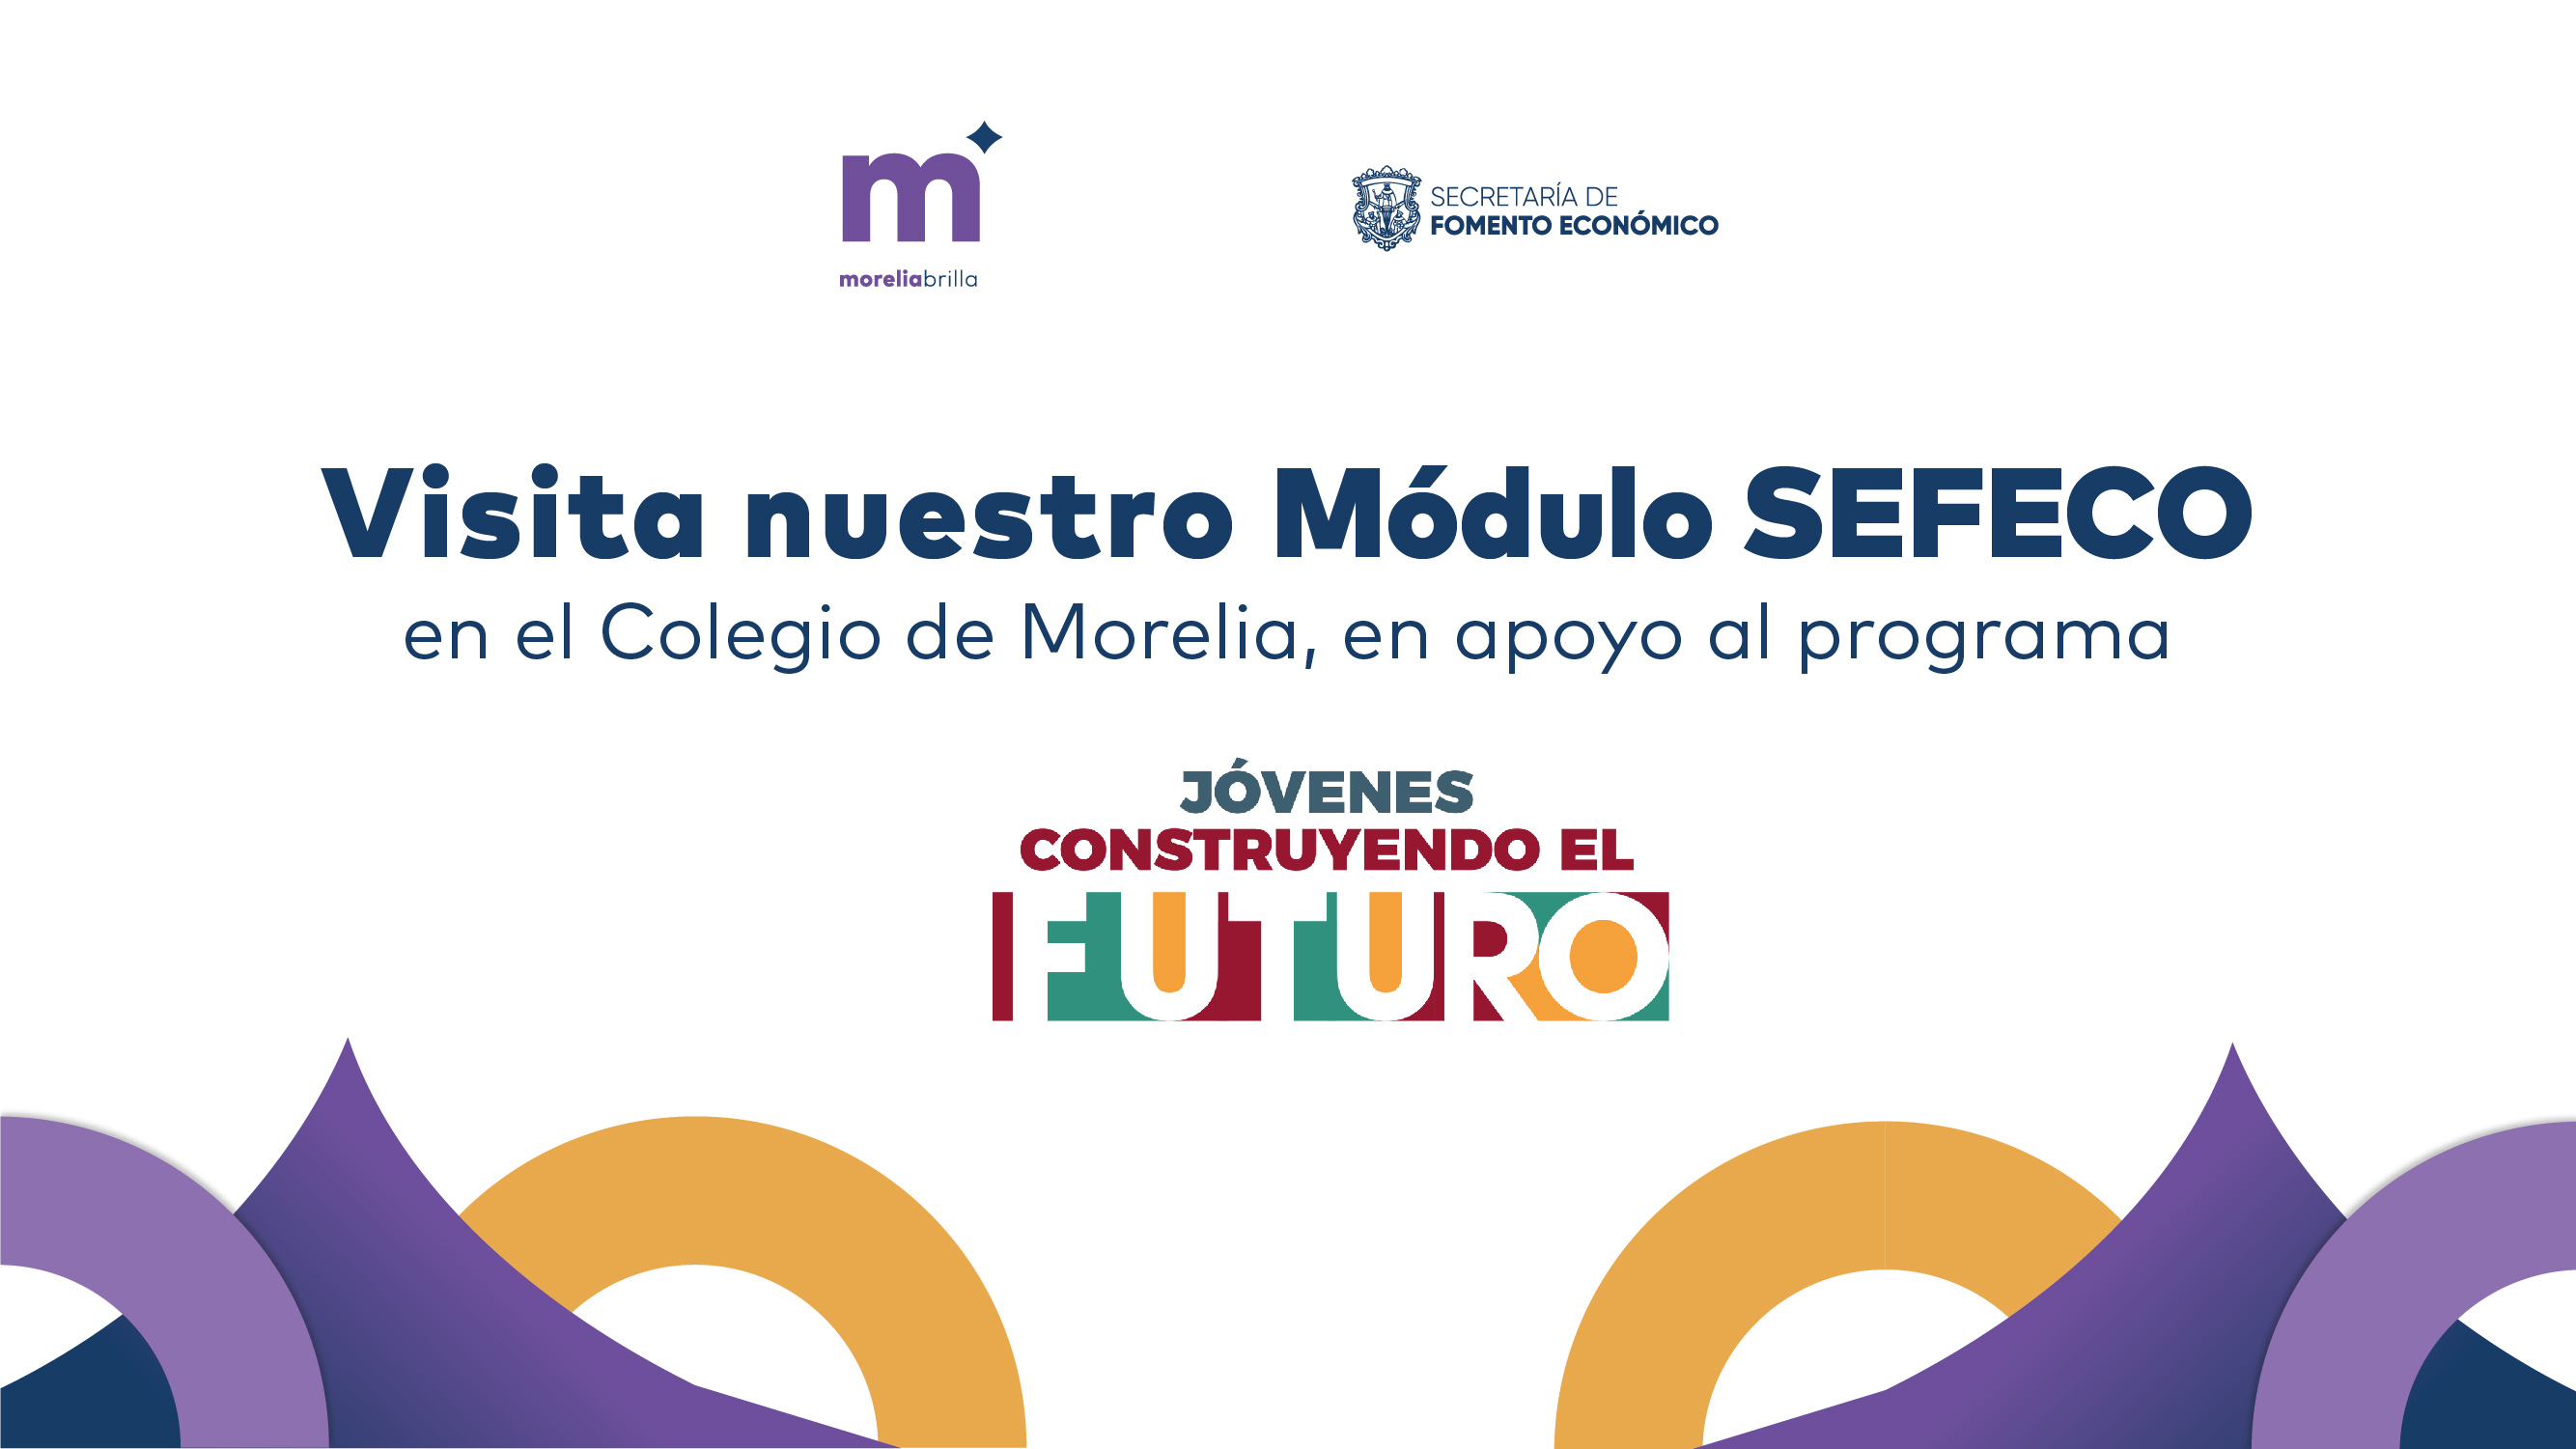 m
moreliabrilla
SECRETARÍA DE
FOMENTO ECONÓMICO
Visita nuestro Módulo SEFECO
en el Colegio de Morelia, en apoyo al programa
JÓVENES
CONSTRUYENDO EL
FUTURO